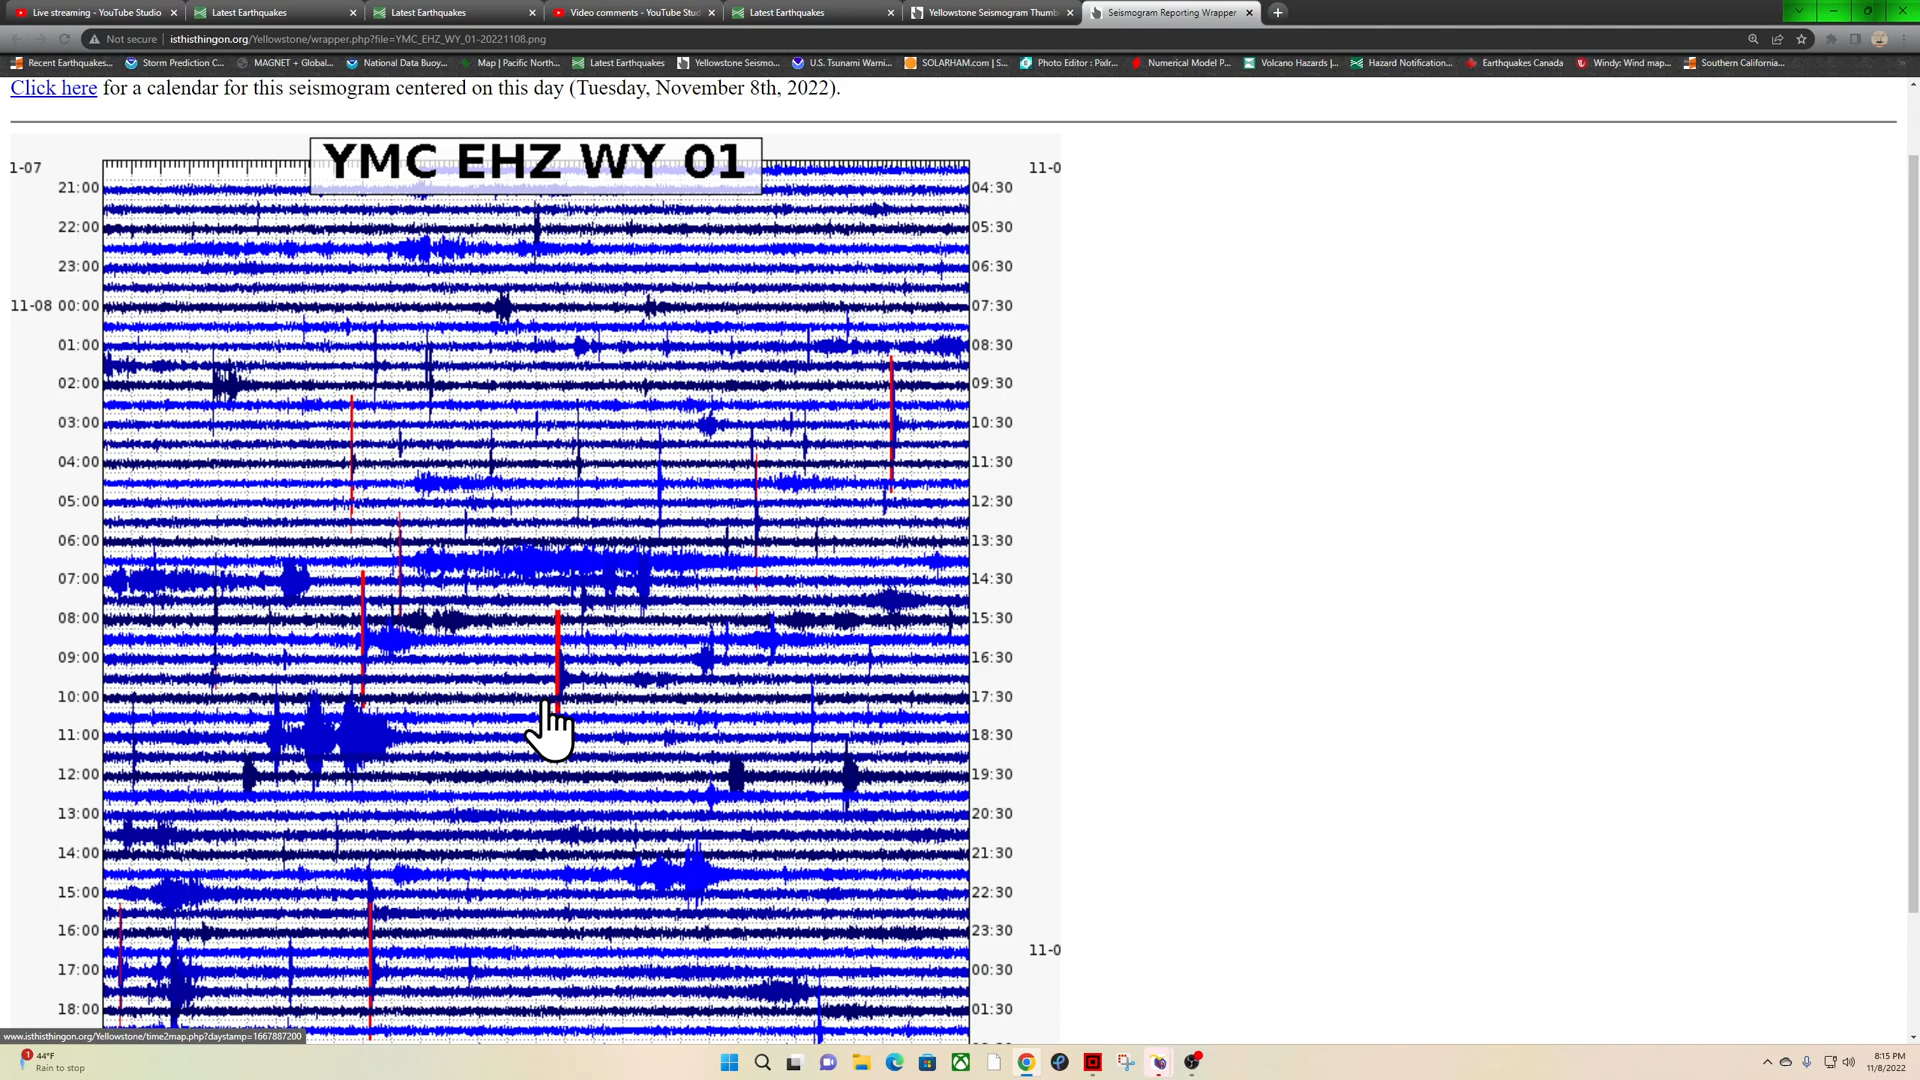 Live streaming - YouTube Studio
Latest Earthquakes
Latest Earthquakes
Video comments - YouTube Stud
Latest Earthquakes
Yellowstone Seismogram Thumb
Seismogram Reporting Wrapper
Not secure
isthisthingon.org/Yellowstone/wrapper.php?file=YMC_EHZ_WY_01-20221108.png
Recent Earthquakes...
Storm Prediction C...
MAGNET + Global...
National Data Buoy...
Map | Pacific North...
Latest Earthquakes
Yellowstone Seismo...
U.S. Tsunami Warni...
SOLARHAM.com | S...
Photo Editor : Pixlr...
Numerical Model P...
Volcano Hazards |...
Hazard Notification...
Earthquakes Canada
Windy: Wind map...
Southern California...
Click here for a calendar for this seismogram centered on this day (Tuesday, November 8th, 2022).
YMC EHZ WY 01
1-07
11-0
21:00 04:30
22:00 05:30
23:00 06:30
11-08 00:00 07:30
01:00 08:30
02:00 09:30
03:00 10:30
04:00 11:30
05:00 12:30
06:00 13:30
07:00 14:30
08:00 15:30
09:00 16:30
10:00 17:30
11:00 18:30
12:00 19:30
13:00 20:30
14:00 21:30
15:00 22:30
16:00 23:30
11-0
17:00 00:30
18:00 01:30
www.isthisthingon.org/Yellowstone/time2map.php?daystamp=1667887200
1
44°F
Rain to stop
8:15 PM
11/8/2022